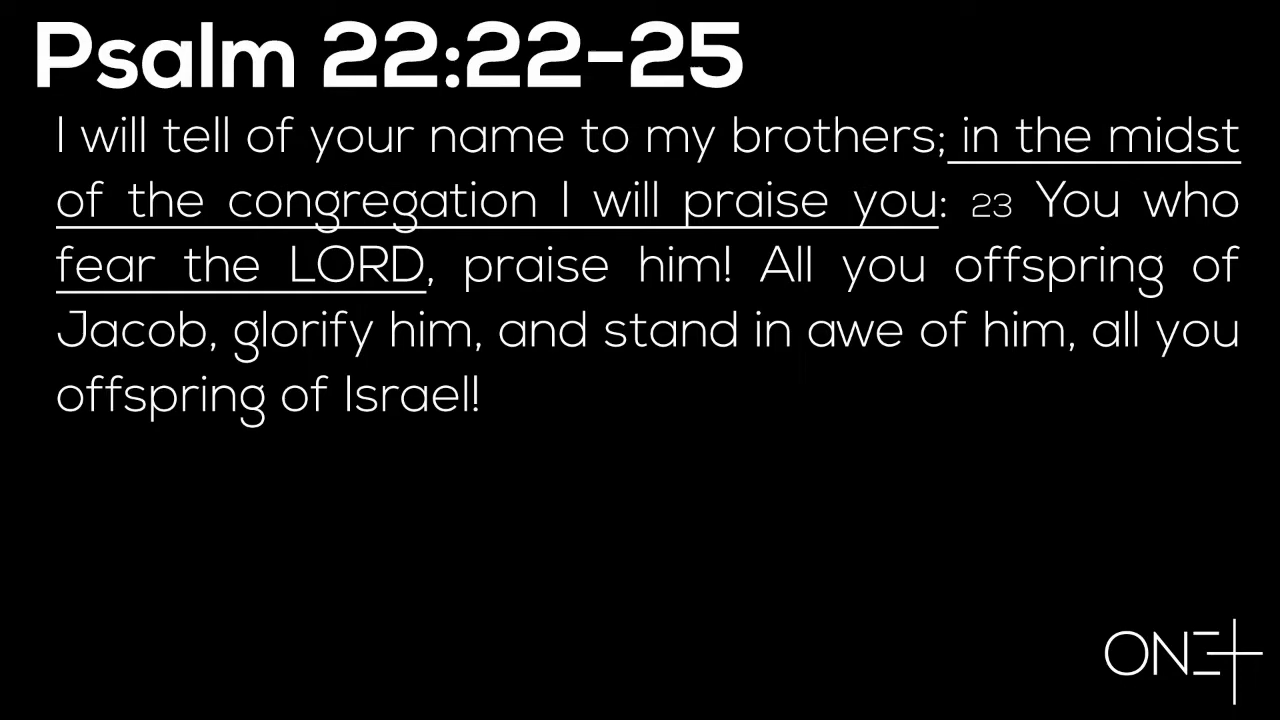 Psalm 22:22-25
I will tell of your name to my brothers; in the midst
of the congregation I will praise you: 23 You who
fear the LORD, praise him! All you offspring of
Jacob, glorify him, and stand in awe of him, all you
offspring of Israel!
ONE